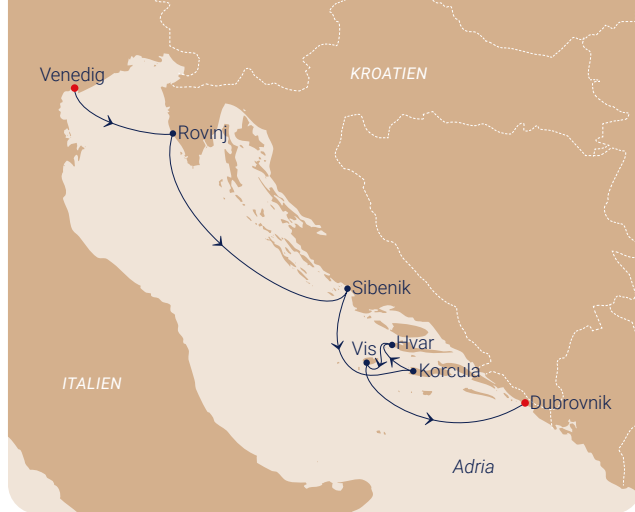 Venedig
KROATIEN
Rovinj
Sibenik
Vis
Hvar
Korcula
ITALIEN
Dubrovnik
Adria